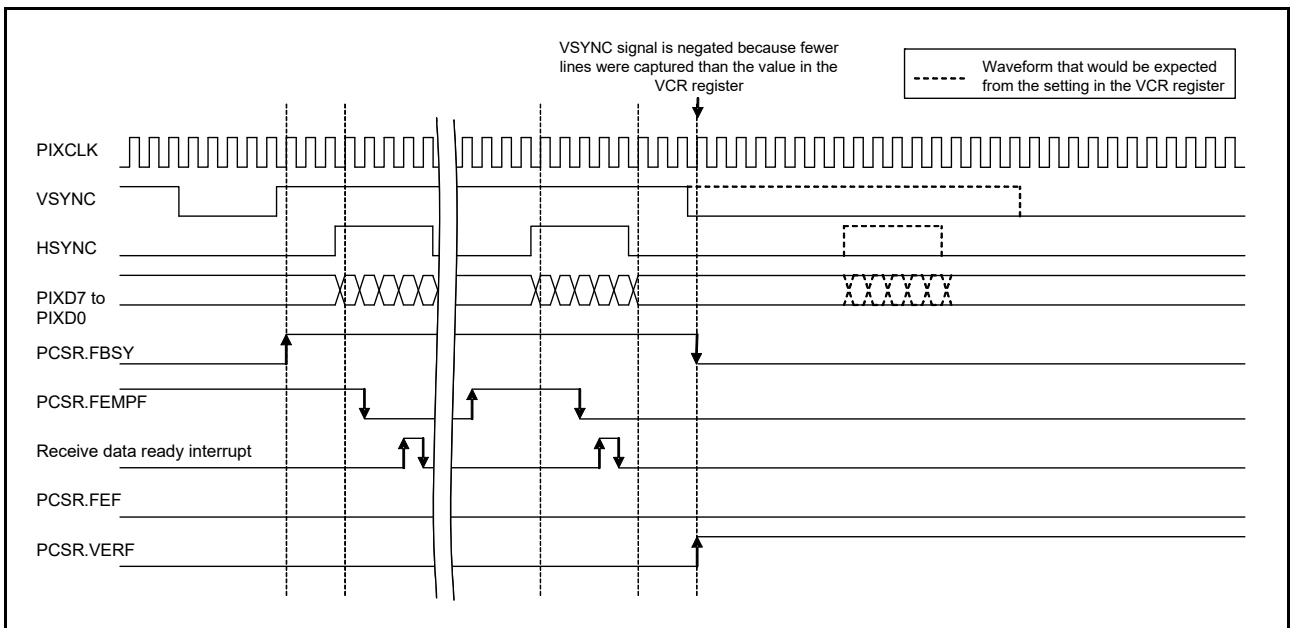 VSYNC signal is negated because fewer
lines were captured than the value in the
VCR register
Waveform that would be expected
from the setting in the VCR register
PIXCLK
VSYNC
HSYNC
PIXD7 to
PIXD0
PCSR.FBSY
PCSR.FEMPF
Receive data ready interrupt
PCSR.FEF
PCSR.VERF